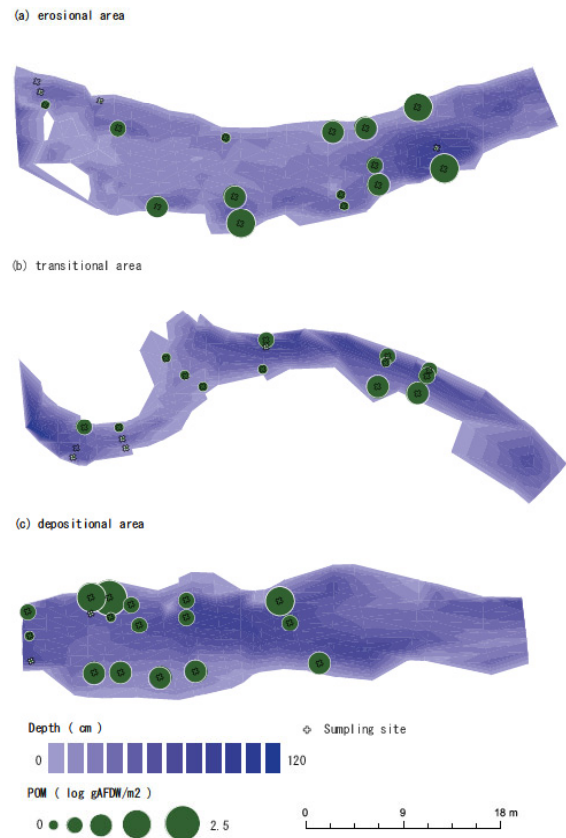 (a) erosional area
(b) transitional area
(c) depositional area
Depth ( cm )
0 120
Sumpling site
POM ( log gAFDW/m2 )
0 2.5
0 9 18 m